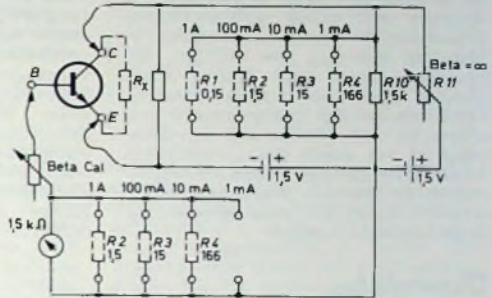 1 A 100 mA 10 mA 1 mA
C
B
E
Rx
R1
0,15
R2
1,5
R3
15
R4
166
R10
1,5k
Beta = ∞
R11
Beta Cal
- + 
1,5 V
- +
1,5 V
1 A 100 mA 10 mA 1 mA
1,5 kΩ
R2
1,5
R3
15
R4
166